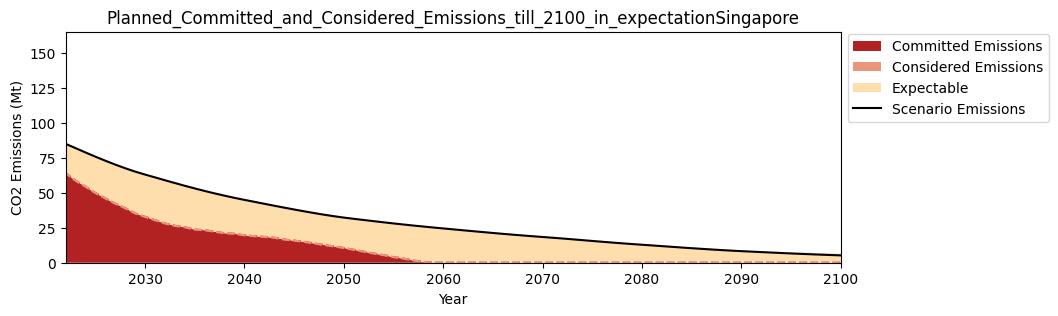 Planned_Committed_and_Considered_Emissions_till_2100_in_expectationSingapore
Committed Emissions
Considered Emissions
Expectable
Scenario Emissions
CO2 Emissions (Mt)
150
125
100
75
50
25
0
2030 2040 2050 2060 2070 2080 2090 2100
Year